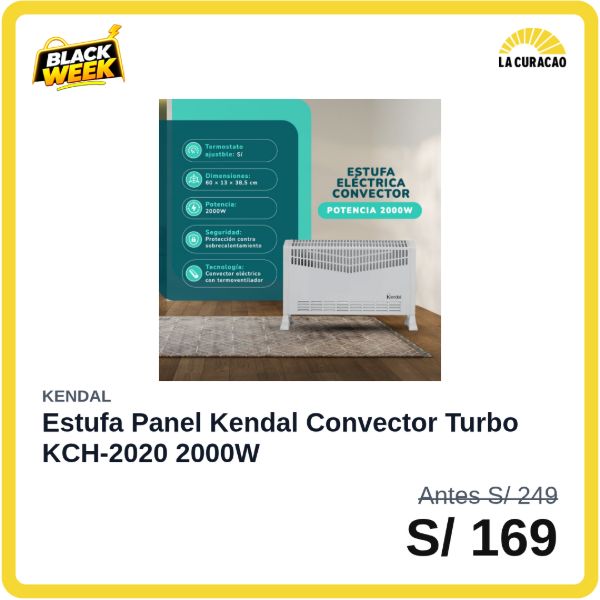 BLACK
WEEK
LA CURACAO
Termostato
ajustble: Sí
Dimensiones:
60 × 13 × 38,5 cm
Potencia:
2000W
Seguridad:
Protección contra
sobrecalentamiento
Tecnología:
Convector eléctrico
con termoventilador
ESTUFA
ELÉCTRICA
CONVECTOR
POTENCIA 2000W
Kendal
KENDAL
Estufa Panel Kendal Convector Turbo
KCH-2020 2000W
Antes S/ 249
S/ 169